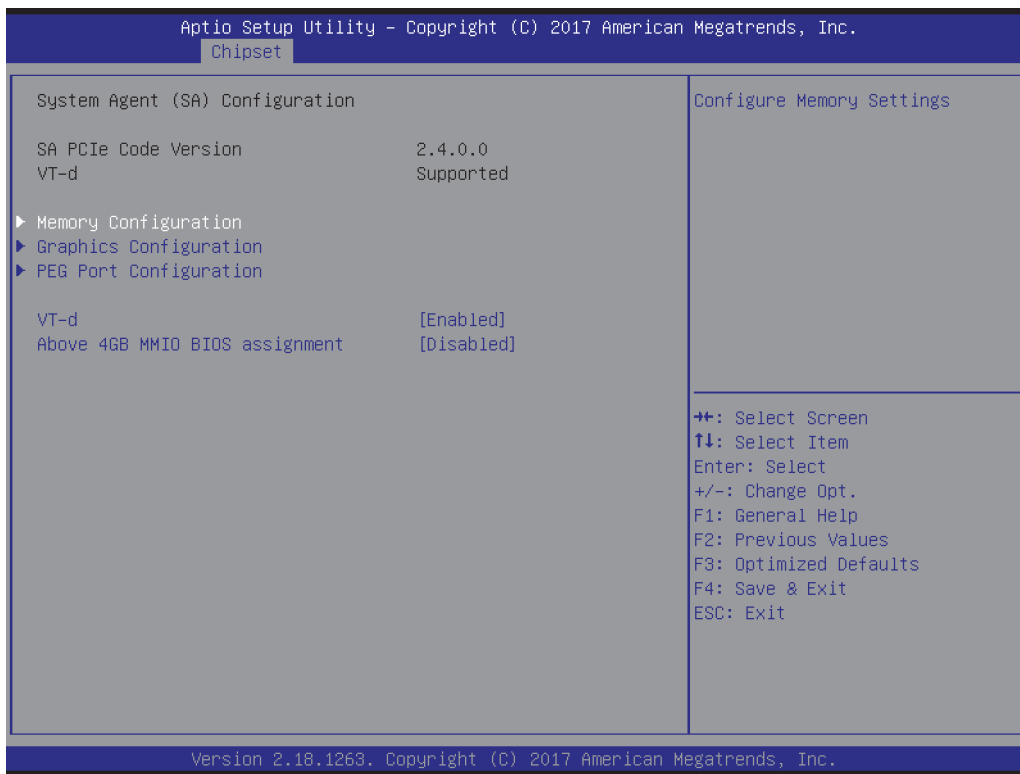 Aptio Setup Utility – Copyright (C) 2017 American Megatrends, Inc.
Chipset
System Agent (SA) Configuration
SA PCIe Code Version 2.4.0.0
VT-d Supported
Memory Configuration
Graphics Configuration
PEG Port Configuration
VT-d [Enabled]
Above 4GB MMIO BIOS assignment [Disabled]
Configure Memory Settings
→←: Select Screen
↑↓: Select Item
Enter: Select
+/-: Change Opt.
F1: General Help
F2: Previous Values
F3: Optimized Defaults
F4: Save & Exit
ESC: Exit
Version 2.18.1263. Copyright (C) 2017 American Megatrends, Inc.